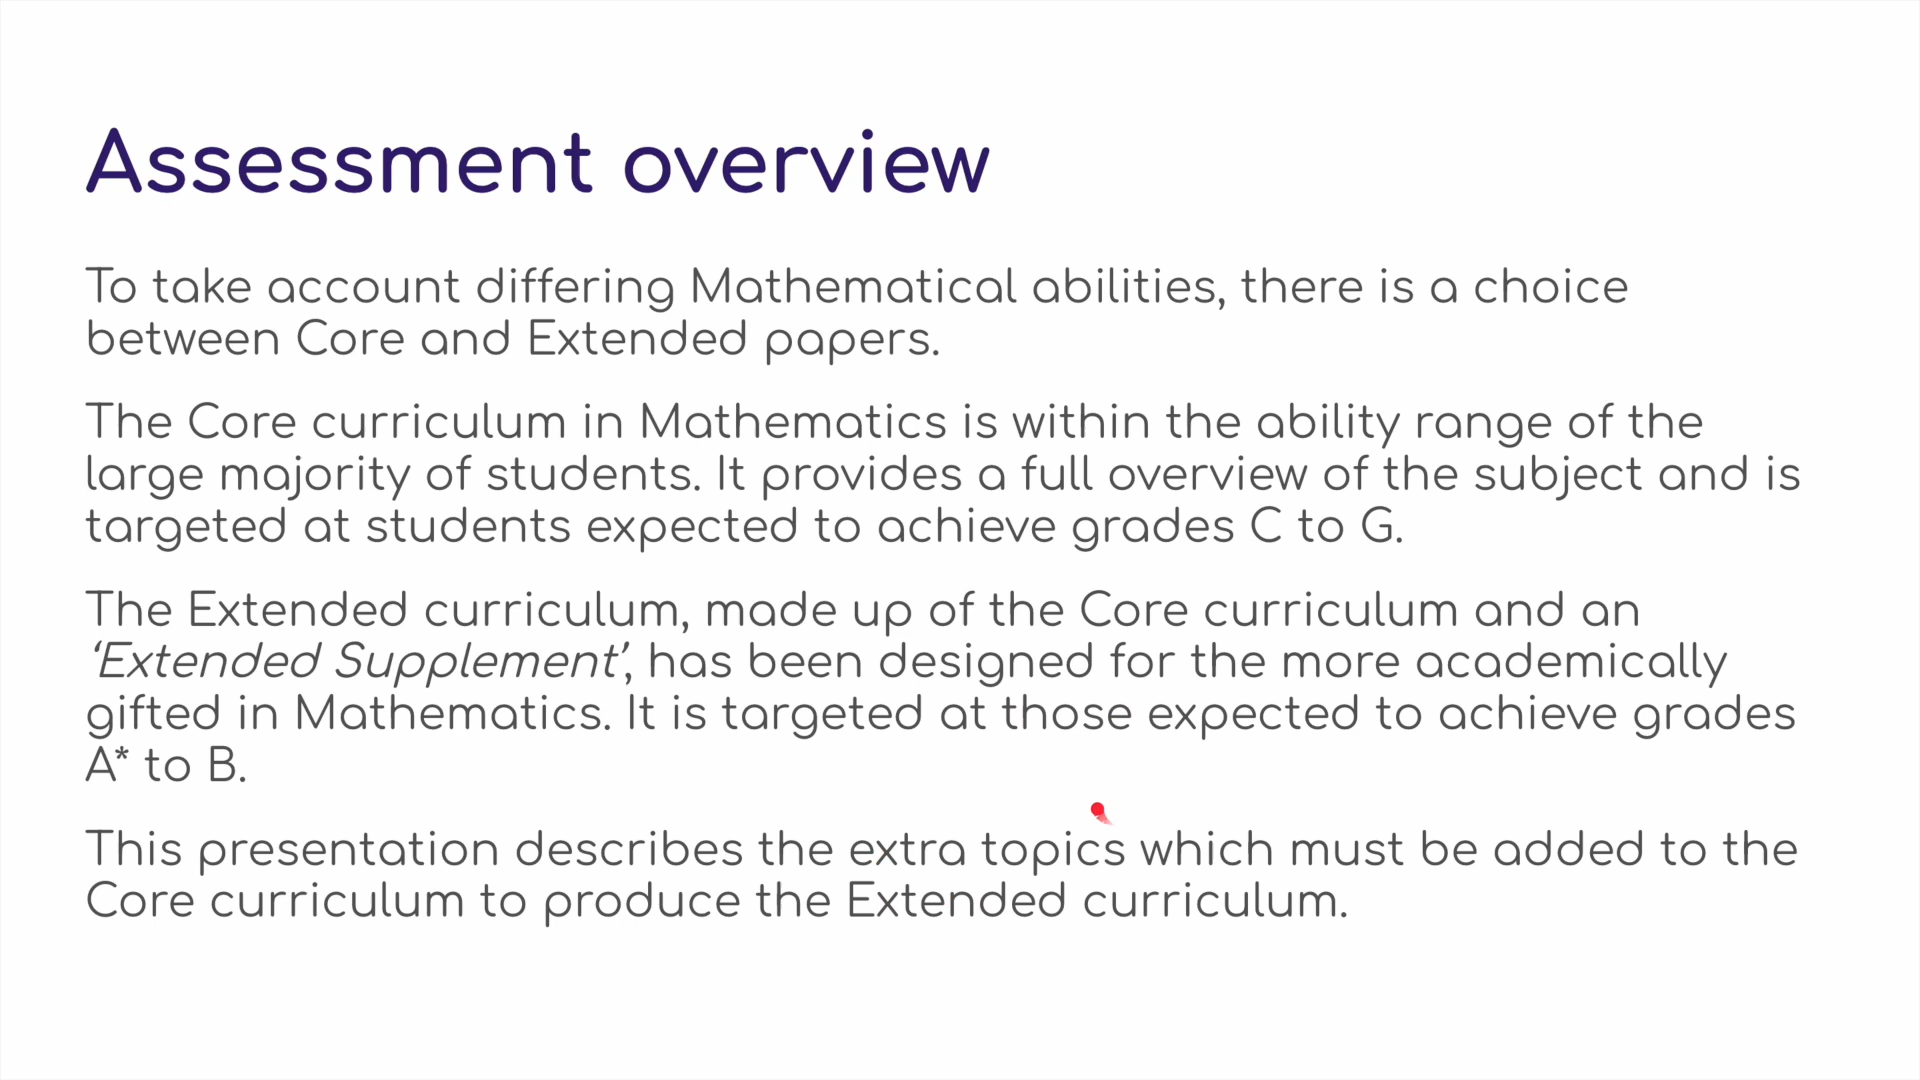 Assessment overview
To take account differing Mathematical abilities, there is a choice
between Core and Extended papers.
The Core curriculum in Mathematics is within the ability range of the
large majority of students. It provides a full overview of the subject and is
targeted at students expected to achieve grades C to G.
The Extended curriculum, made up of the Core curriculum and an
‘Extended Supplement’, has been designed for the more academically
gifted in Mathematics. It is targeted at those expected to achieve grades
A* to B.
This presentation describes the extra topics which must be added to the
Core curriculum to produce the Extended curriculum.